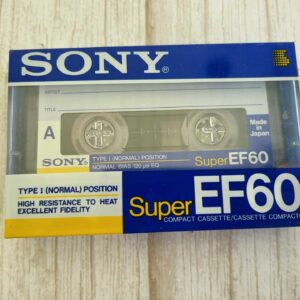 SONY®
ARTIST
TITLE
A
Made in
Japan
SONY
TYPE I (NORMAL) POSITION
NORMAL BIAS 120 µs EQ
Super EF60
TYPE I (NORMAL) POSITION
HIGH RESISTANCE TO HEAT
EXCELLENT FIDELITY
Super EF60
COMPACT CASSETTE/CASSETTE COMPACTE